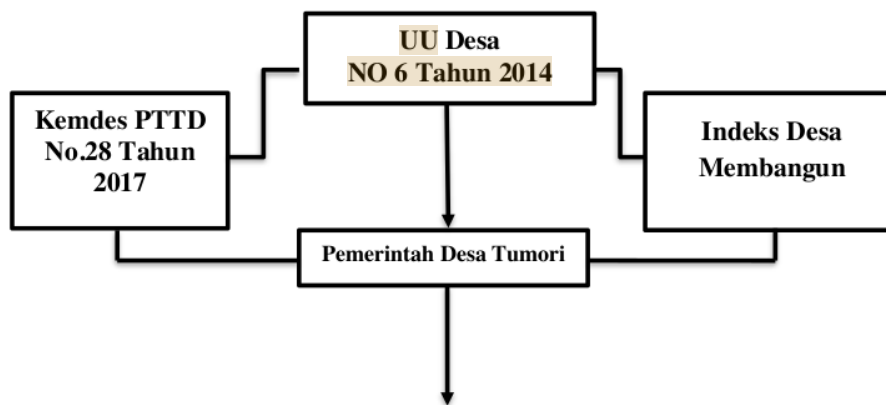 UU Desa
NO 6 Tahun 2014
Kemdes PTTD
No.28 Tahun
2017
Indeks Desa
Membangun
Pemerintah Desa Tumori